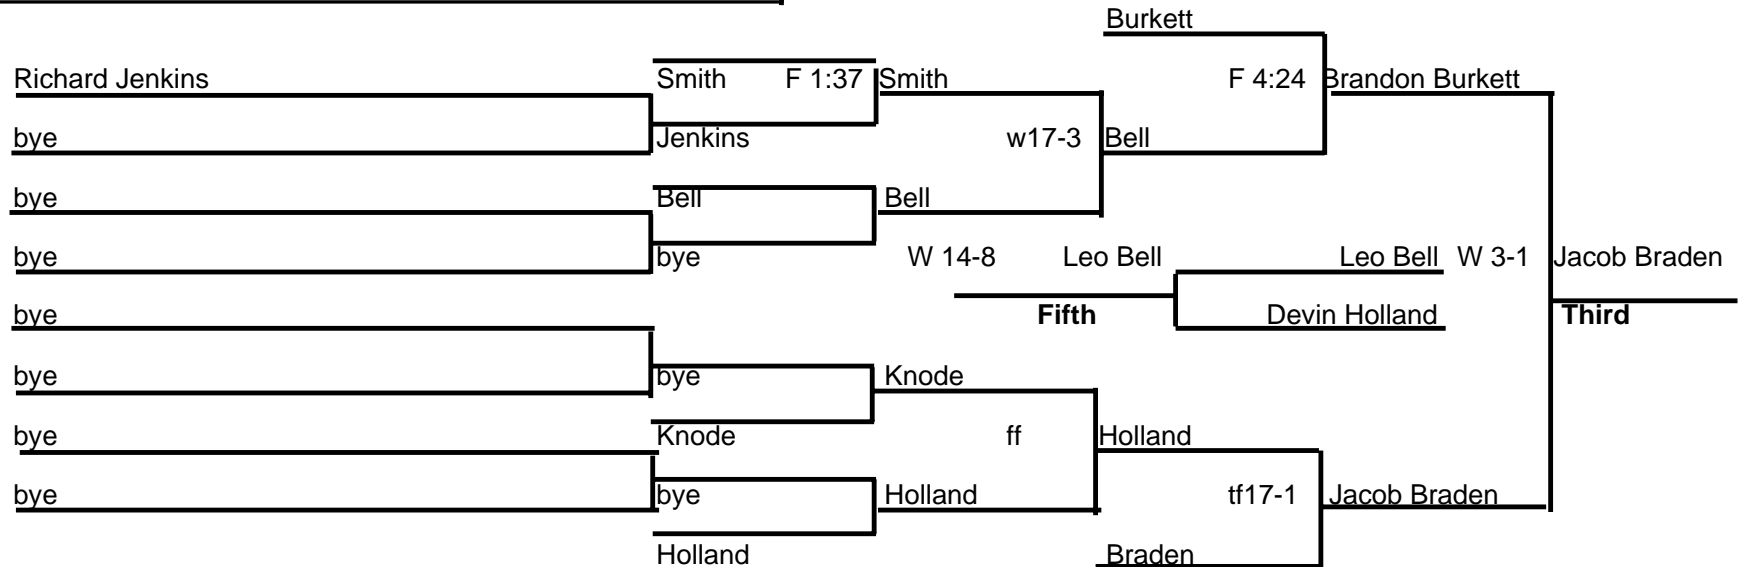 Burkett
Richard Jenkins Smith F 1:37 Smith F 4:24 Brandon Burkett
bye Jenkins w17-3 Bell
bye Bell Bell
bye bye W 14-8 Leo Bell Leo Bell W 3-1 Jacob Braden
bye Fifth Devin Holland Third
bye bye Knode
bye Knode ff Holland
bye bye Holland tf17-1 Jacob Braden
Holland Braden